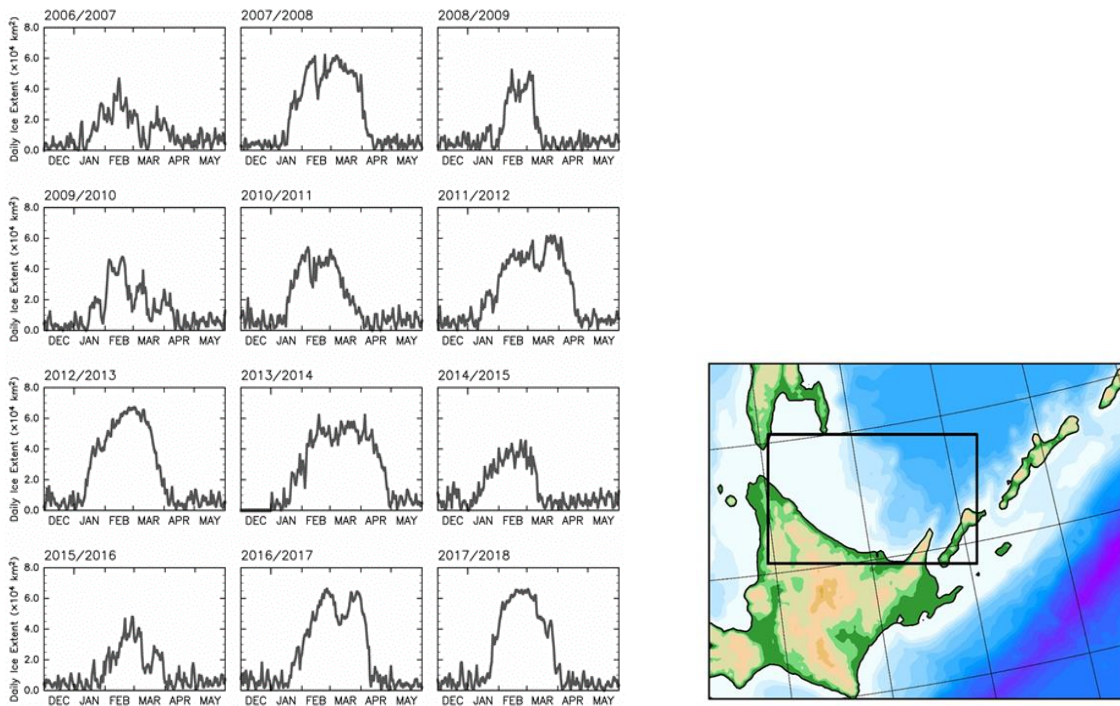 2006/2007
2007/2008
2008/2009
Daily Ice Extent (×10⁴ km²)
8.0
6.0
4.0
2.0
0.0
DEC JAN FEB MAR APR MAY
DEC JAN FEB MAR APR MAY
DEC JAN FEB MAR APR MAY
2009/2010
2010/2011
2011/2012
Daily Ice Extent (×10⁴ km²)
8.0
6.0
4.0
2.0
0.0
DEC JAN FEB MAR APR MAY
DEC JAN FEB MAR APR MAY
DEC JAN FEB MAR APR MAY
2012/2013
2013/2014
2014/2015
Daily Ice Extent (×10⁴ km²)
8.0
6.0
4.0
2.0
0.0
DEC JAN FEB MAR APR MAY
DEC JAN FEB MAR APR MAY
DEC JAN FEB MAR APR MAY
2015/2016
2016/2017
2017/2018
Daily Ice Extent (×10⁴ km²)
8.0
6.0
4.0
2.0
0.0
DEC JAN FEB MAR APR MAY
DEC JAN FEB MAR APR MAY
DEC JAN FEB MAR APR MAY